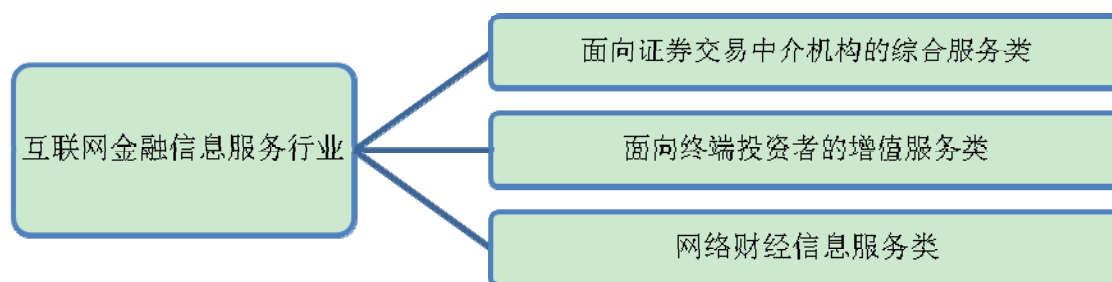 互联网金融信息服务行业
面向证券交易中介机构的综合服务类
面向终端投资者的增值服务类
网络财经信息服务类